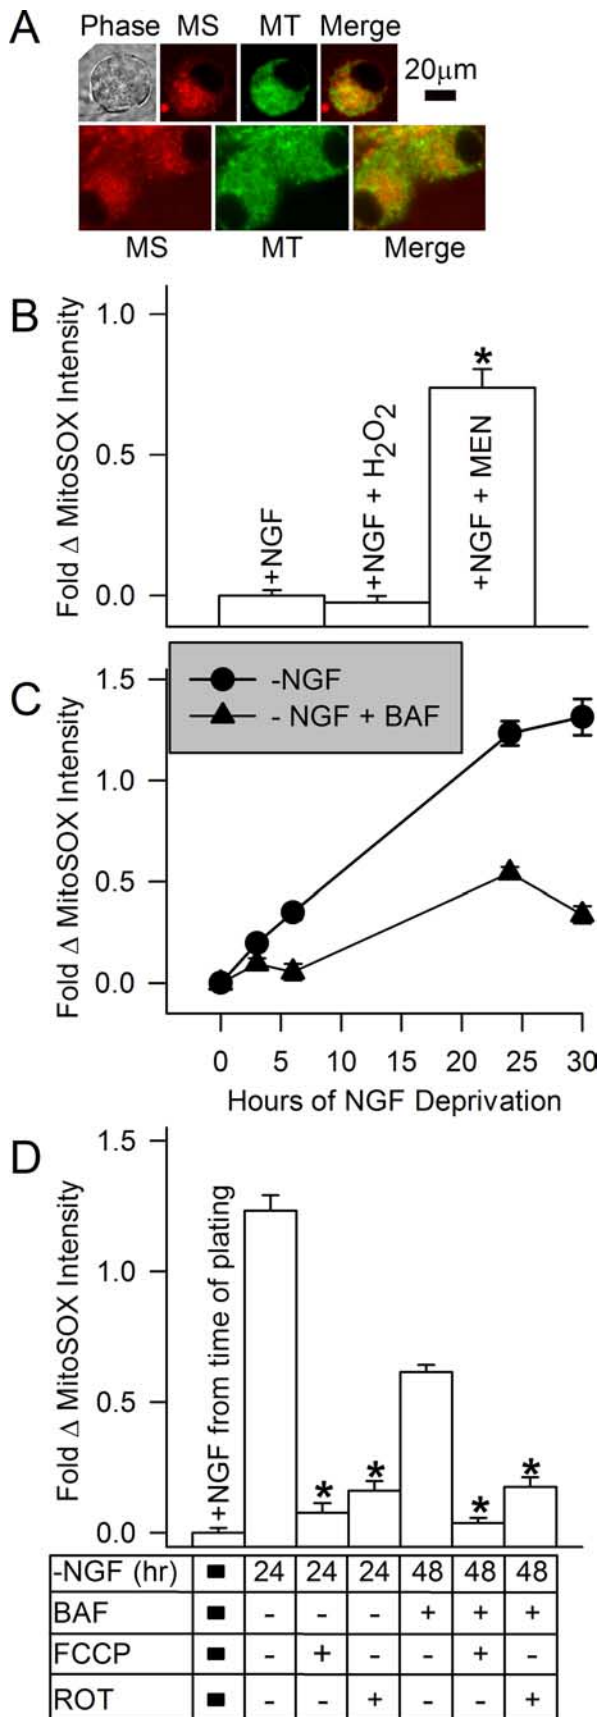 A
Phase MS MT Merge
20μm
MS MT Merge
B
Fold Δ MitoSOX Intensity
1.0
0.5
0.0
+NGF
+NGF + H2O2
+NGF + MEN
*
C
Fold Δ MitoSOX Intensity
-NGF
- NGF + BAF
1.5
1.0
0.5
0.0
0 5 10 15 20 25 30
Hours of NGF Deprivation
D
Fold Δ MitoSOX Intensity
1.5
1.0
0.5
0.0
+NGF from time of plating
* * * *
-NGF (hr) ■ 24 24 24 48 48 48
BAF ■ - - - + + +
FCCP ■ - + - - + -
ROT ■ - - + - - +